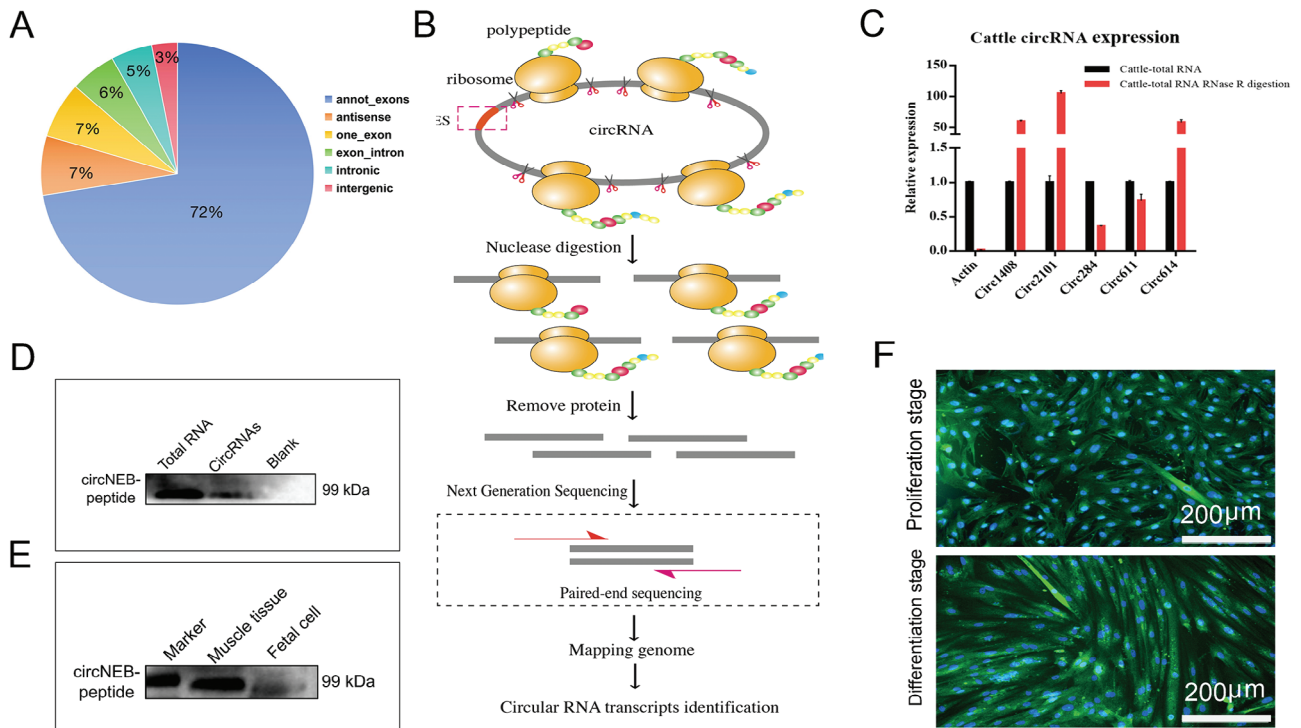 A
3%
5%
6%
7%
7%
72%
annot_exons
antisense
one_exon
exon_intron
intronic
intergenic
B
polypeptide
ribosome
ES
circRNA
Nuclease digestion
Remove protein
Next Generation Sequencing
Paired-end sequencing
Mapping genome
Circular RNA transcripts identification
C
Cattle circRNA expression
Cattle-total RNA
Cattle-total RNA RNase R digestion
Relative expression
150
100
50
1.5
1.0
0.5
0.0
Actin
Circ1408
Circ2101
Circ284
Circ611
Circ614
D
Total RNA
CircRNAs
Blank
circNEB-
peptide
99 kDa
E
Marker
Muscle tissue
Fetal cell
circNEB-
peptide
99 kDa
F
Proliferation stage
200μm
Differentiation stage
200μm